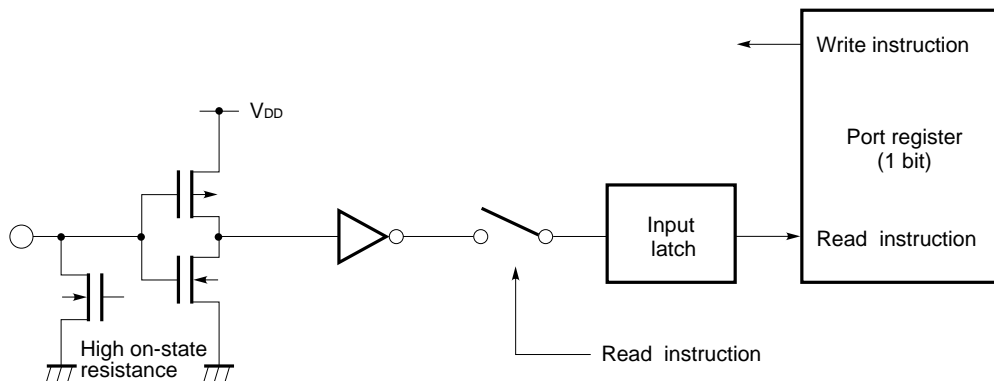 Write instruction
VDD
Port register
(1 bit)
Input
latch
Read instruction
High on-state
resistance
Read instruction